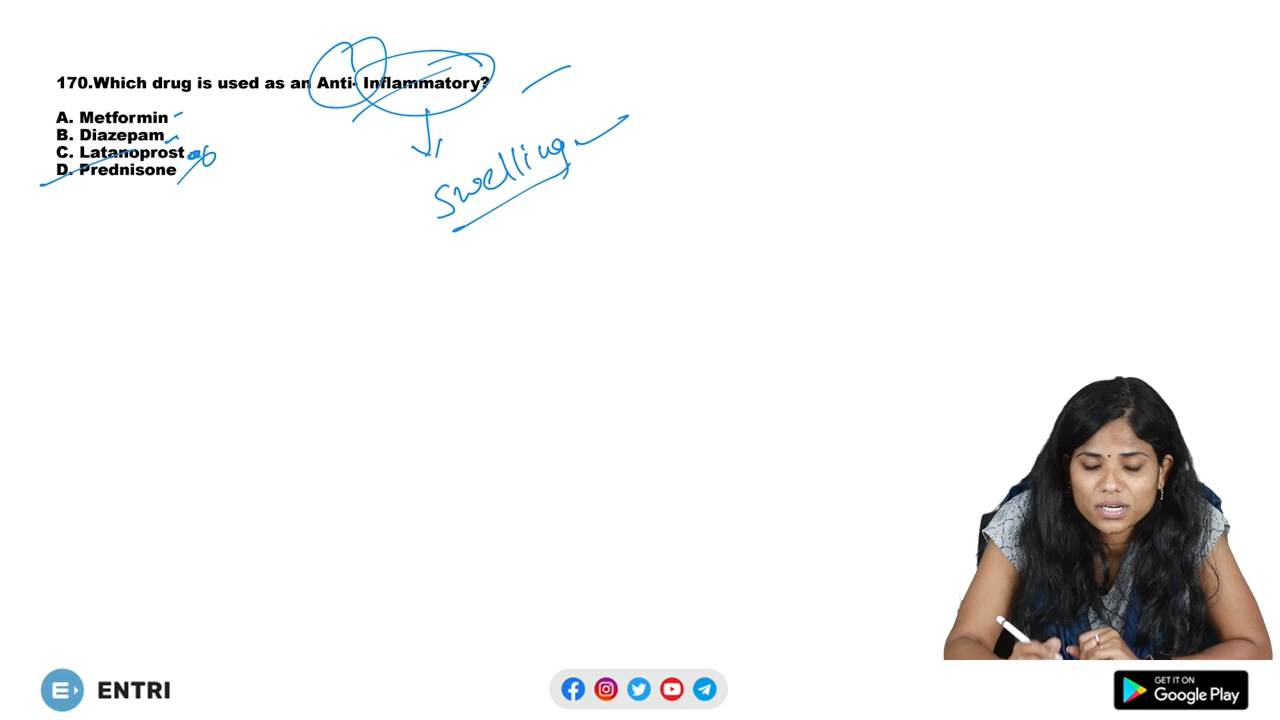 170.Which drug is used as an Anti- Inflammatory?
A. Metformin
B. Diazepam
C. Latanoprost
D. Prednisone
swelling
ENTRI
GET IT ON
Google Play